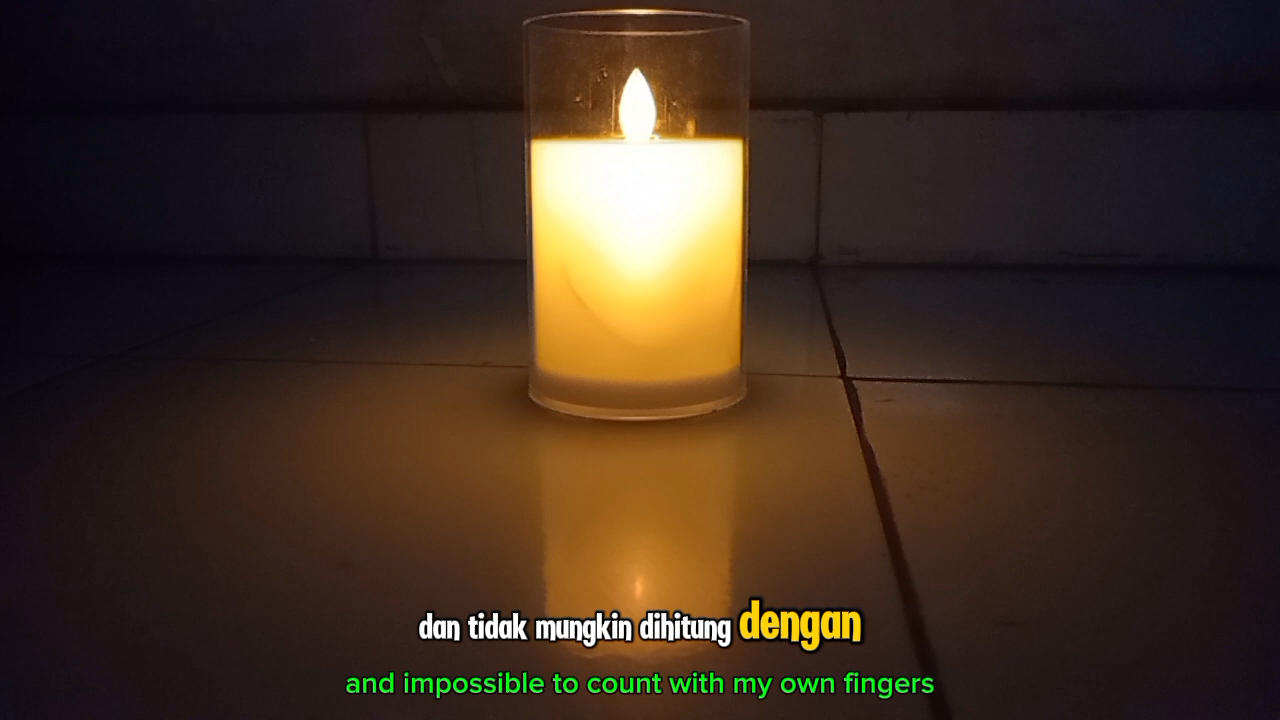 dan tidak mungkin dihitung dengan
and impossible to count with my own fingers